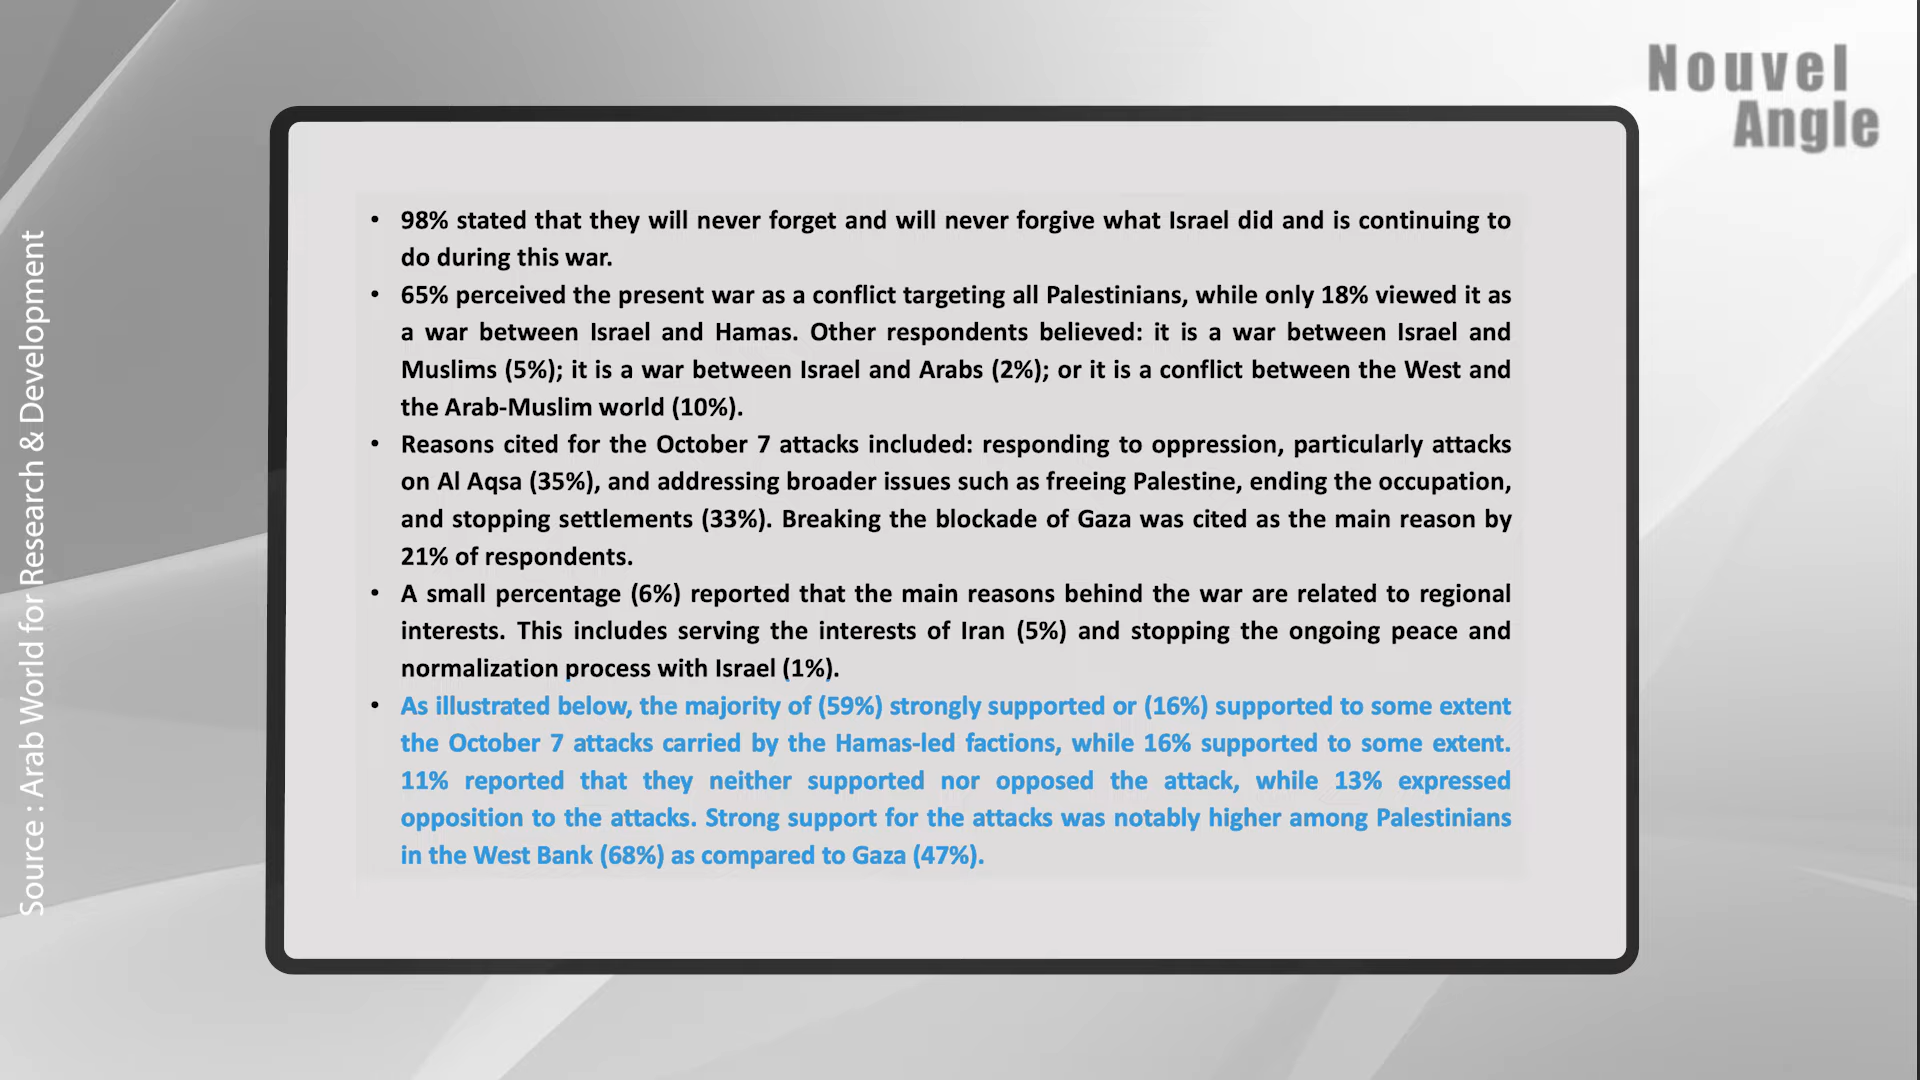 Nouvel
Angle
• 98% stated that they will never forget and will never forgive what Israel did and is continuing to
do during this war.
• 65% perceived the present war as a conflict targeting all Palestinians, while only 18% viewed it as
a war between Israel and Hamas. Other respondents believed: it is a war between Israel and
Muslims (5%); it is a war between Israel and Arabs (2%); or it is a conflict between the West and
the Arab-Muslim world (10%).
• Reasons cited for the October 7 attacks included: responding to oppression, particularly attacks
on Al Aqsa (35%), and addressing broader issues such as freeing Palestine, ending the occupation,
and stopping settlements (33%). Breaking the blockade of Gaza was cited as the main reason by
21% of respondents.
• A small percentage (6%) reported that the main reasons behind the war are related to regional
interests. This includes serving the interests of Iran (5%) and stopping the ongoing peace and
normalization process with Israel (1%).
• As illustrated below, the majority of (59%) strongly supported or (16%) supported to some extent
the October 7 attacks carried by the Hamas-led factions, while 16% supported to some extent.
11% reported that they neither supported nor opposed the attack, while 13% expressed
opposition to the attacks. Strong support for the attacks was notably higher among Palestinians
in the West Bank (68%) as compared to Gaza (47%).
Source : Arab World for Research & Development